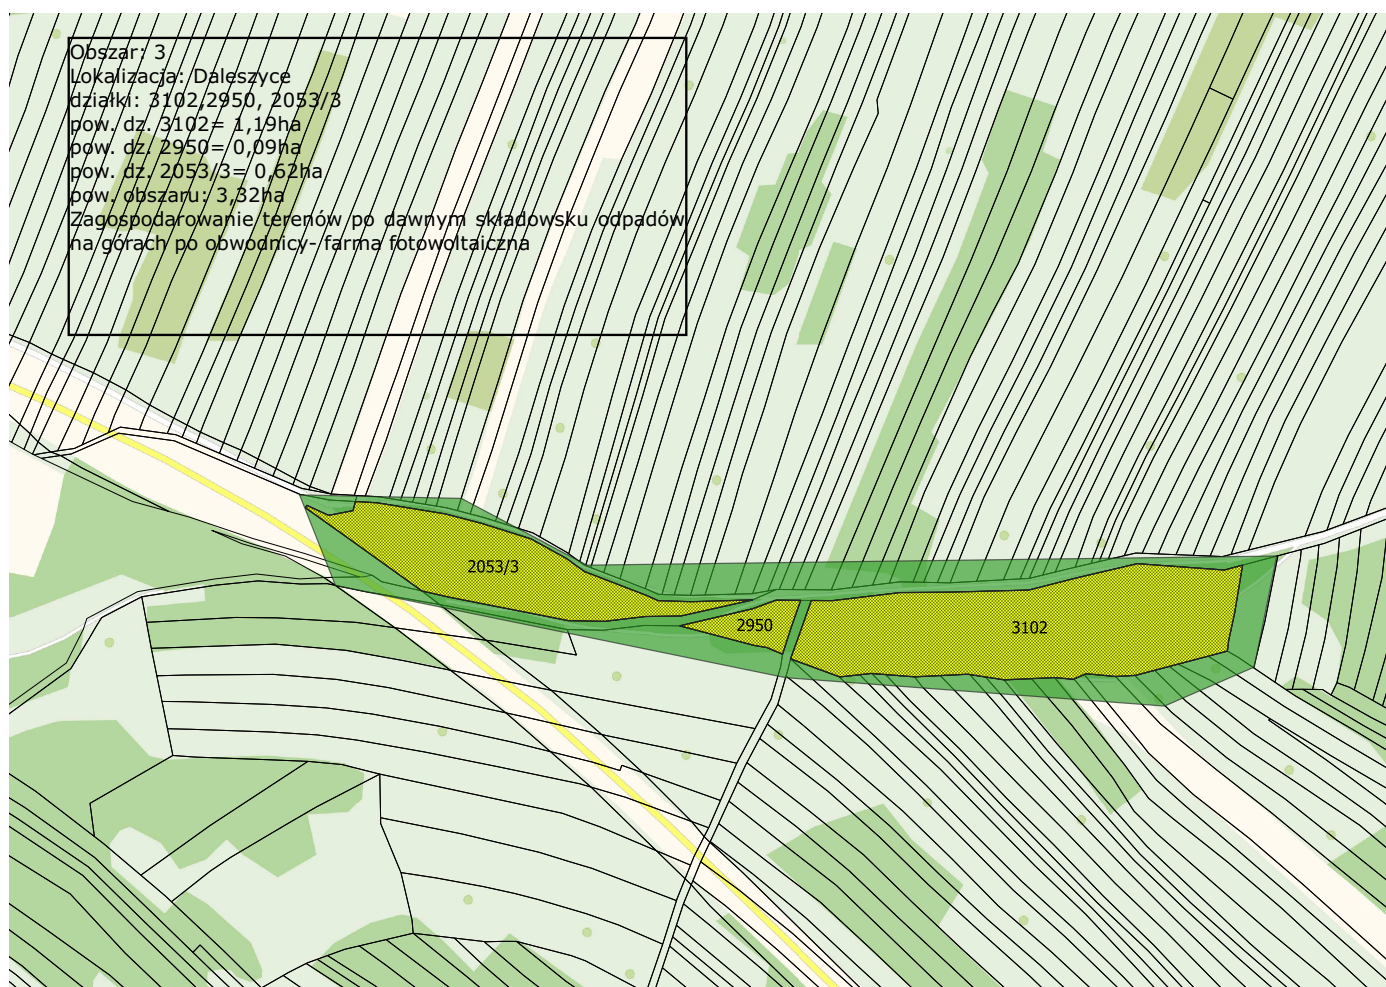 Obszar: 3
Lokalizacja: Daleszyce
działki: 3102,2950, 2053/3
pow. dz. 3102= 1,19ha
pow. dz. 2950= 0,09ha
pow. dz. 2053/3= 0,62ha
pow. obszaru: 3,32ha
Zagospodarowanie terenów po dawnym składowsku odpadów
na górach po obwodnicy- farma fotowoltaiczna
2053/3
2950
3102